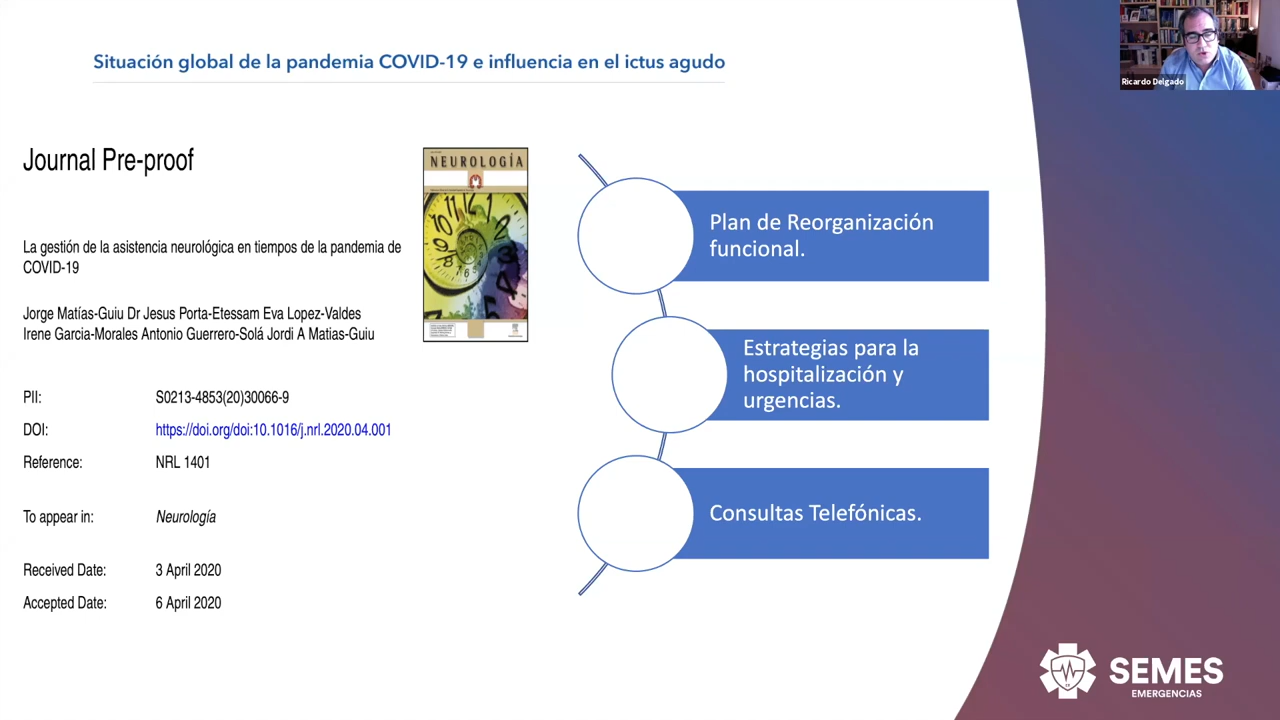 Situación global de la pandemia COVID-19 e influencia en el ictus agudo
Ricardo Delgado
Journal Pre-proof
NEUROLOGÍA
La gestión de la asistencia neurológica en tiempos de la pandemia de
COVID-19
Jorge Matías-Guiu Dr Jesus Porta-Etessam Eva Lopez-Valdes
Irene Garcia-Morales Antonio Guerrero-Solá Jordi A Matias-Guiu
PII: S0213-4853(20)30066-9
DOI: https://doi.org/doi:10.1016/j.nrl.2020.04.001
Reference: NRL 1401
To appear in: Neurología
Received Date: 3 April 2020
Accepted Date: 6 April 2020
Plan de Reorganización
funcional.
Estrategias para la
hospitalización y
urgencias.
Consultas Telefónicas.
SEMES
EMERGENCIAS